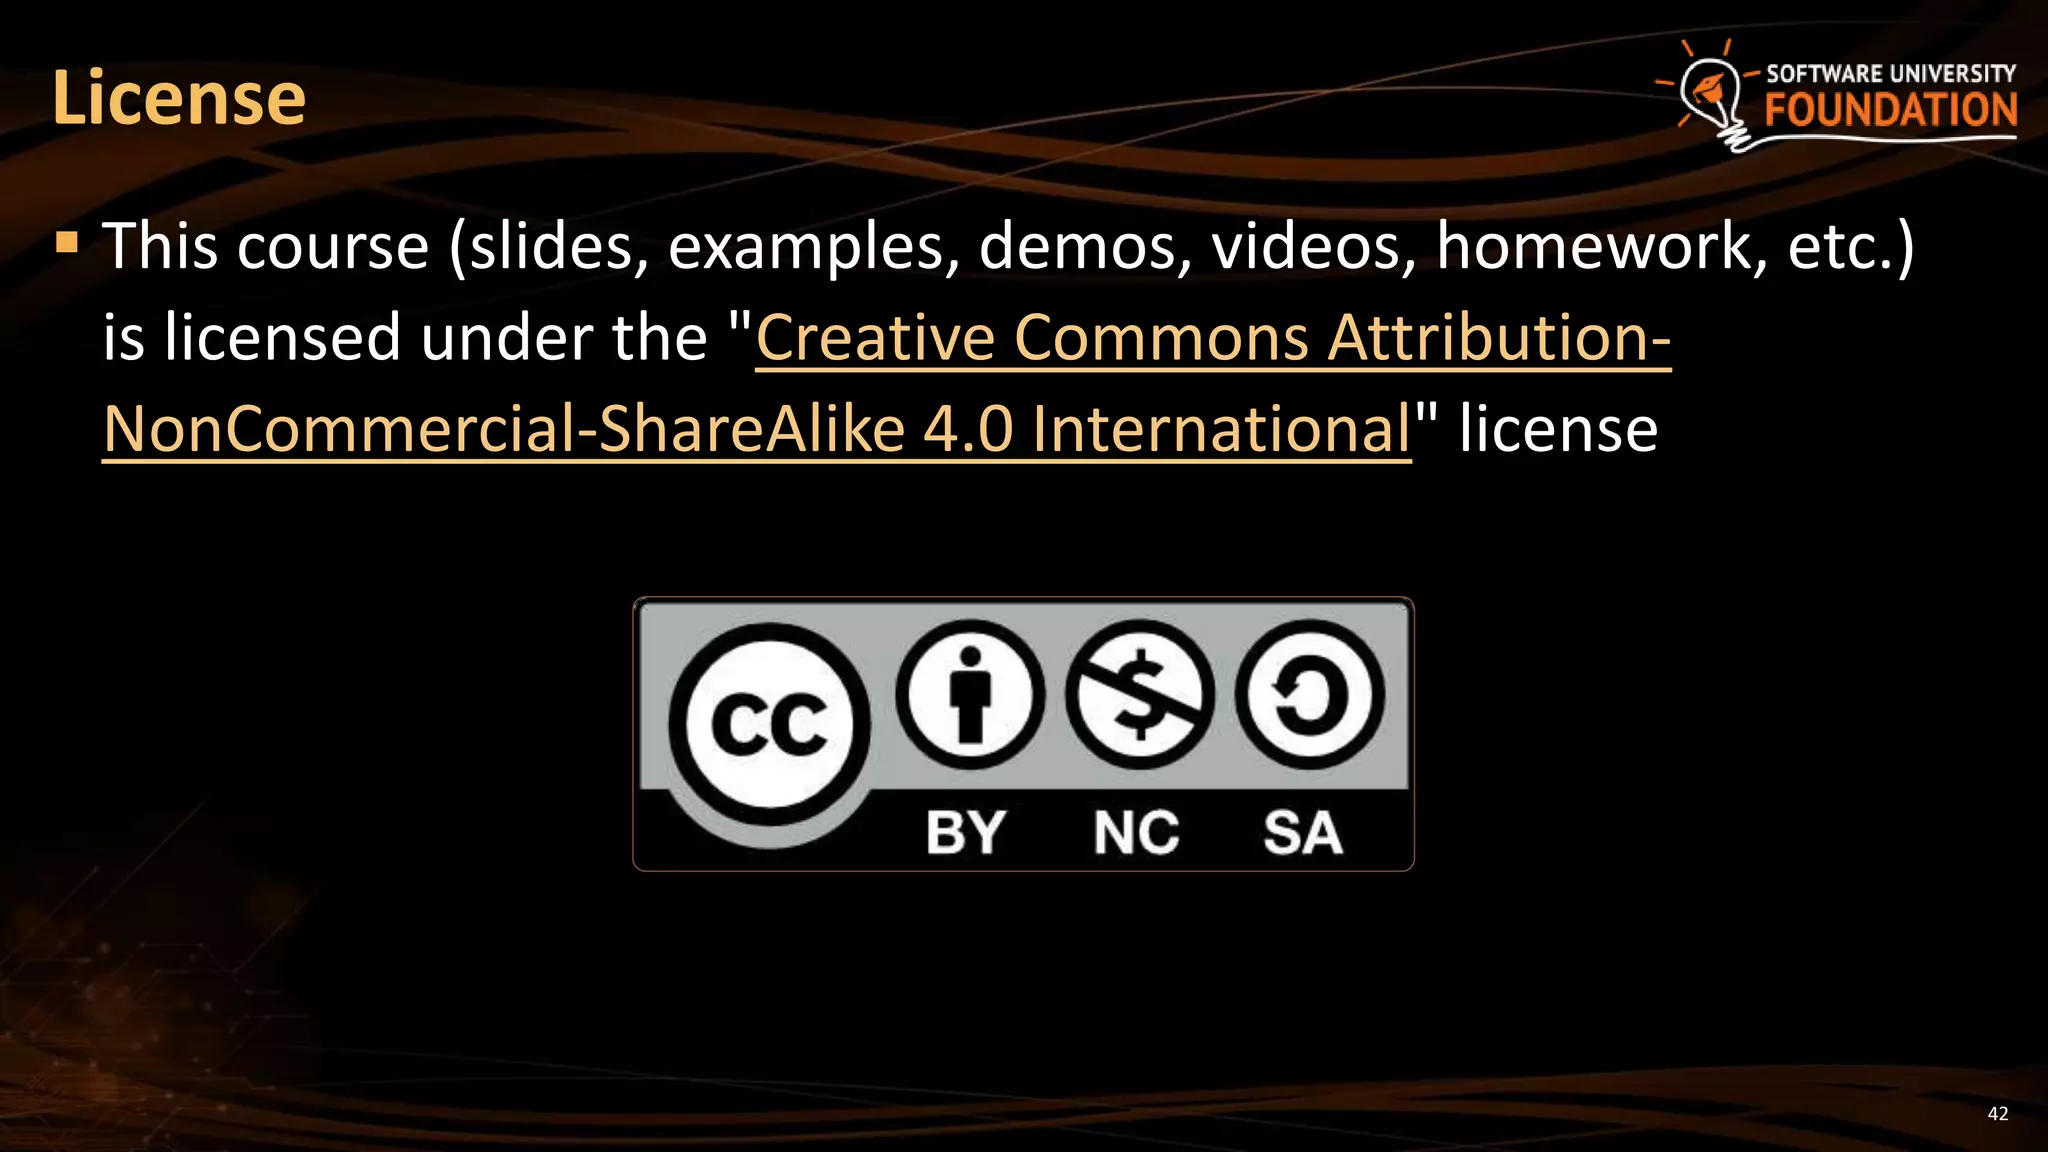 License
SOFTWARE UNIVERSITY
FOUNDATION
This course (slides, examples, demos, videos, homework, etc.)
is licensed under the "Creative Commons Attribution-
NonCommercial-ShareAlike 4.0 International" license
cc
BY NC SA
42